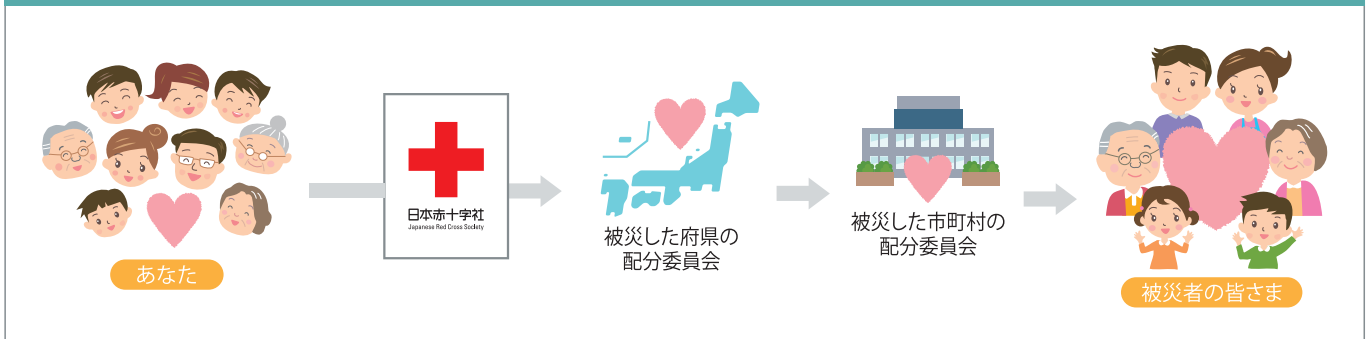 あなた
日本赤十字社
Japanese Red Cross Society
被災した府県の
配分委員会
被災した市町村の
配分委員会
被災者の皆さま